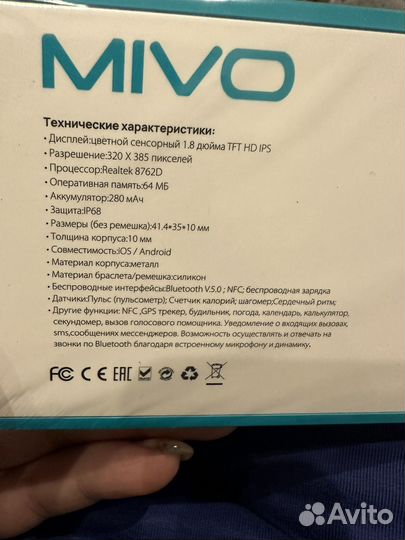 MIVO
Технические характеристики:
• Дисплей:цветной сенсорный 1.8 дюйма TFT HD IPS
• Разрешение:320 X 385 пикселей
• Процессор:Realtek 8762D
• Оперативная память:64 МБ
• Аккумулятор:280 мАч
• Защита:IP68
• Размеры (без ремешка):41.4*35*10 мм
• Толщина корпуса:10 мм
• Совместимость:iOS / Android
• Материал корпуса:металл
• Материал браслета/ремешка:силикон
• Беспроводные интерфейсы:Bluetooth V.5.0 ; NFC; беспроводная зарядка
• Датчики:Пульс (пульсометр); Счетчик калорий; шагомер;Сердечный ритм;
• Другие функции: NFC ,GPS трекер, будильник, погода, календарь, калькулятор,
секундомер, вызов голосового помощника. Уведомление о входящих вызовах,
sms,сообщениях мессенджеров. Возможность осуществлять и отвечать на
звонки по Bluetooth благодаря встроенному микрофону и динамику.
FC CE EAC
Avito